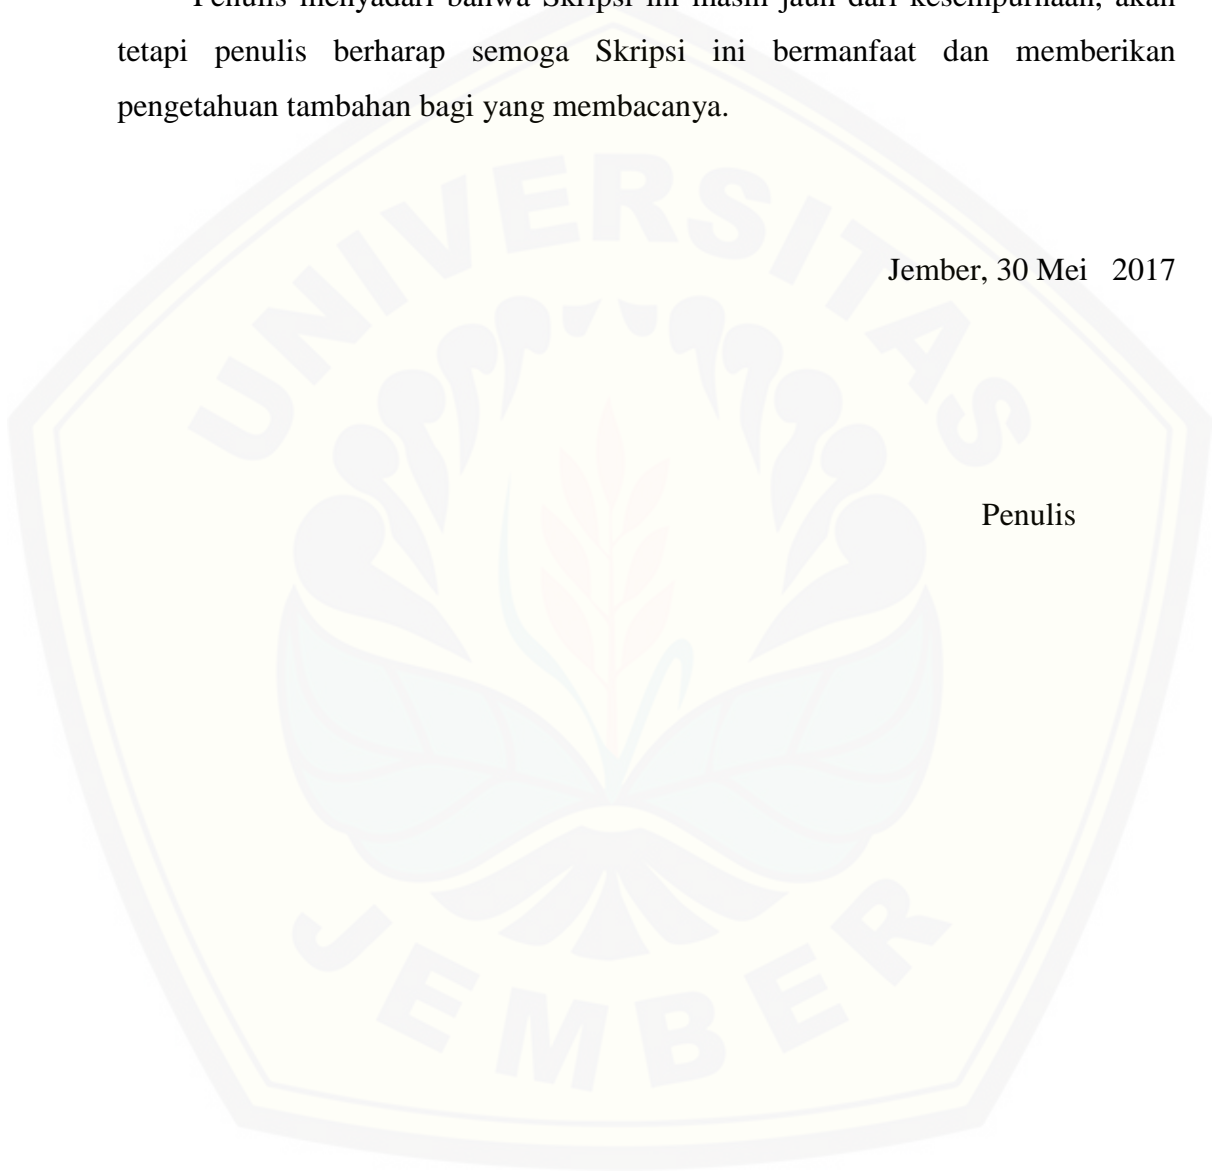 Penulis menyadari bahwa Skripsi ini masih jauh dari kesempurnaan, akan
tetapi penulis berharap semoga Skripsi ini bermanfaat dan memberikan
pengetahuan tambahan bagi yang membacanya.
Jember, 30 Mei 2017
Penulis
UNIVERSITAS
JEMBER